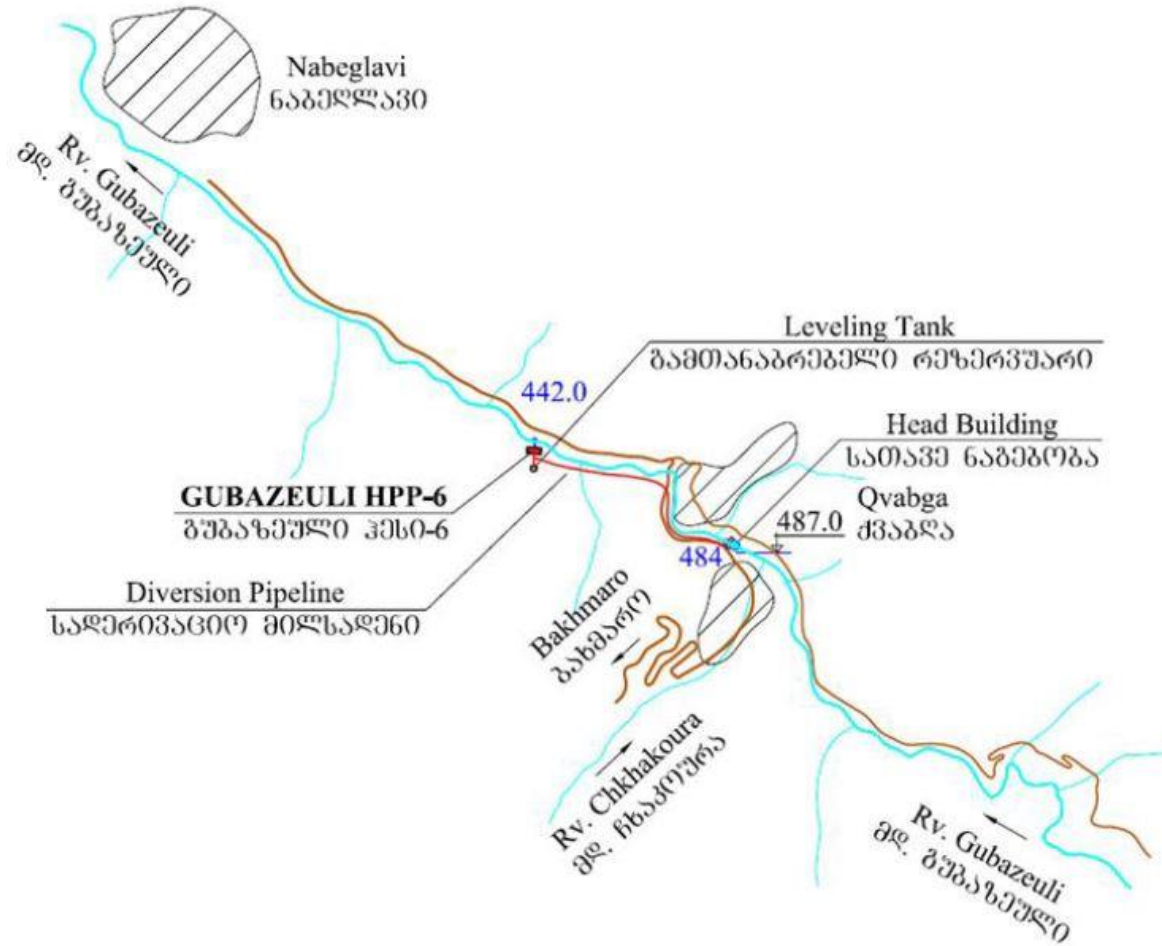 Nabeglavi
ნაბეღლავი
Rv. Gubazeuli
მდ. გუბაზეული
Leveling Tank
გამთანაბრებელი რეზერვუარი
442.0
Head Building
სათავე ნაგებობა
GUBAZEULI HPP-6
გუბაზეული ჰესი-6
487.0
Qvabga
ქვაბღა
484
Diversion Pipeline
სადერივაციო მილსადენი
Bakhmaro
ბახმარო
Rv. Chkhakoura
მდ. ჩხაკოურა
Rv. Gubazeuli
მდ. გუბაზეული